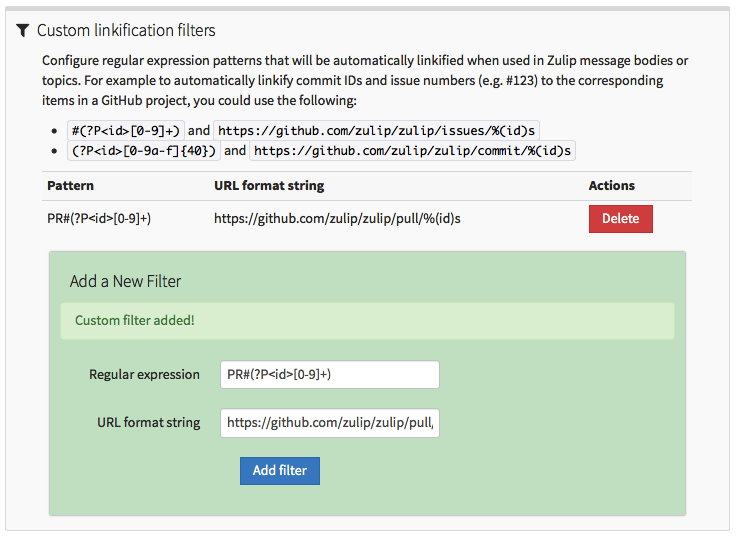 Custom linkification filters
Configure regular expression patterns that will be automatically linkified when used in Zulip message bodies or
topics. For example to automatically linkify commit IDs and issue numbers (e.g. #123) to the corresponding
items in a GitHub project, you could use the following:
• #(?P<id>[0-9]+) and https://github.com/zulip/zulip/issues/%(id)s
• (?P<id>[0-9a-f]{40}) and https://github.com/zulip/zulip/commit/%(id)s
Pattern URL format string Actions
PR#(?P<id>[0-9]+) https://github.com/zulip/zulip/pull/%(id)s Delete
Add a New Filter
Custom filter added!
Regular expression PR#(?P<id>[0-9]+)
URL format string https://github.com/zulip/zulip/pull/
Add filter